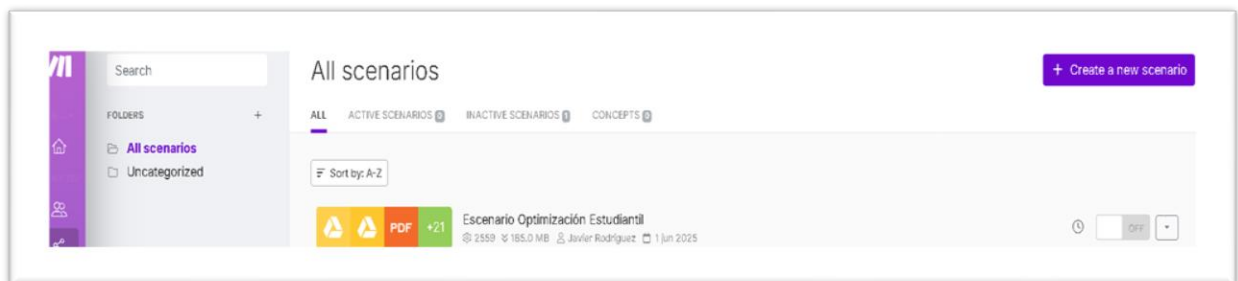 Search
FOLDERS +
All scenarios
Uncategorized
All scenarios
+ Create a new scenario
ALL ACTIVE SCENARIOS 0 INACTIVE SCENARIOS 1 CONCEPTS 0
Sort by: A-Z
PDF +21
Escenario Optimización Estudiantil
2559 185.0 MB Javier Rodríguez 1 jun 2025
OFF